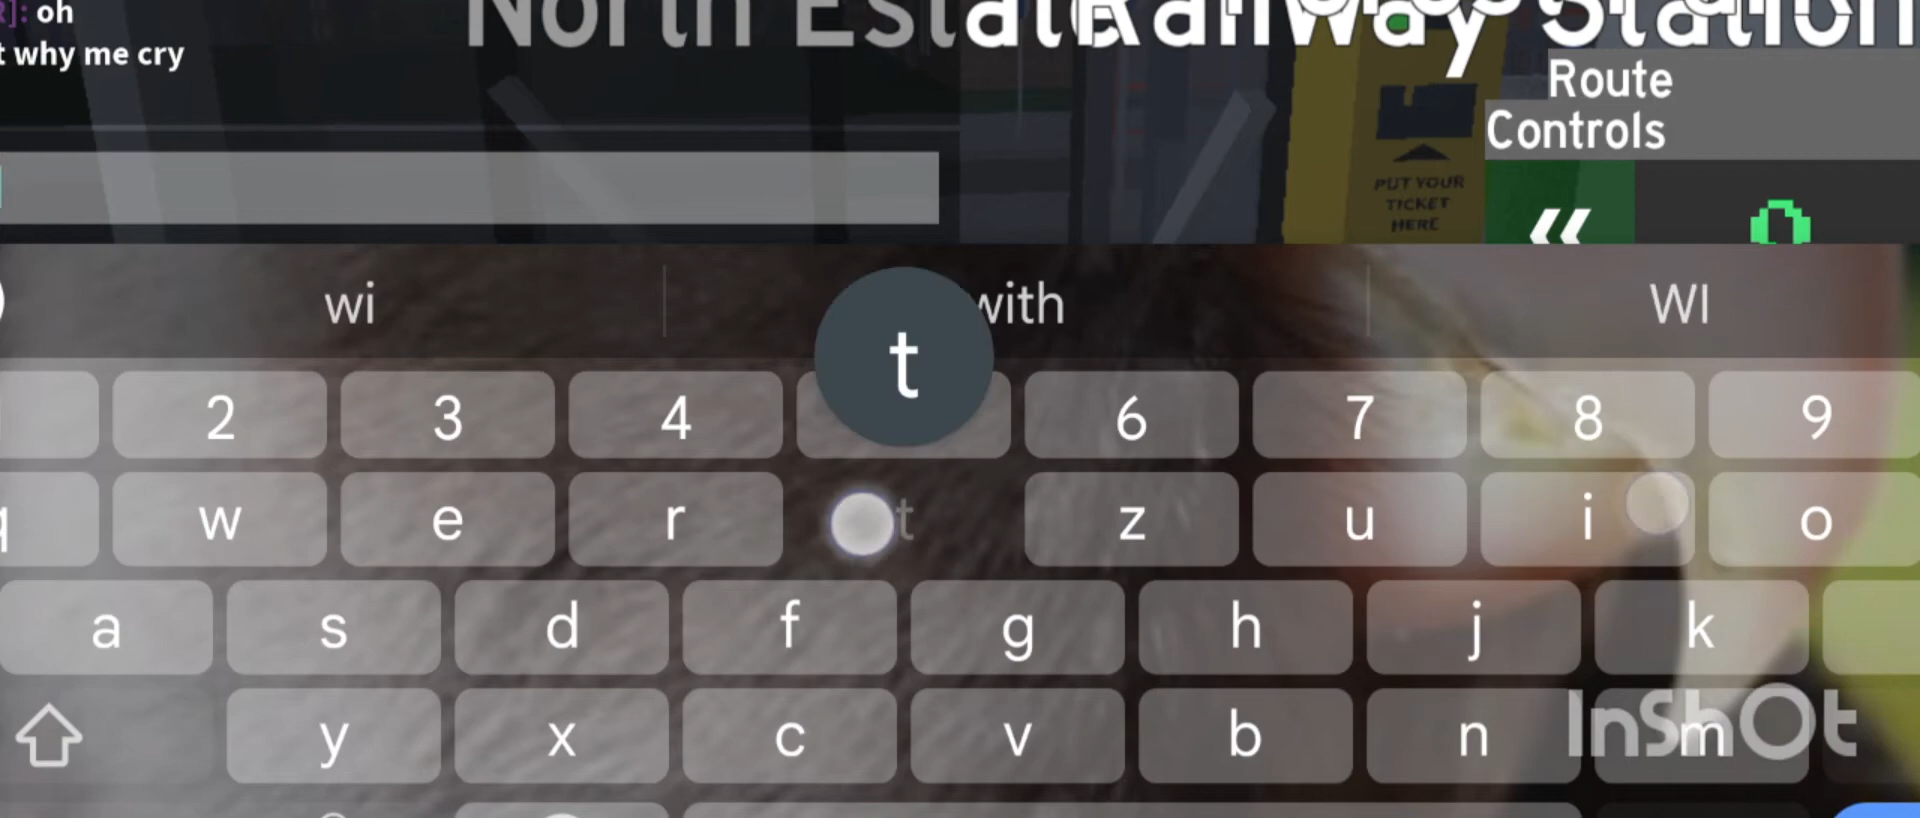 : oh
why me cry
North Estate
Railway Station
Route
Controls
PUT YOUR
TICKET
HERE
«
wi
with
WI
t
2
3
4
6
7
8
9
q
w
e
r
t
z
u
i
o
a
s
d
f
g
h
j
k
y
x
c
v
b
n
m
InShOt